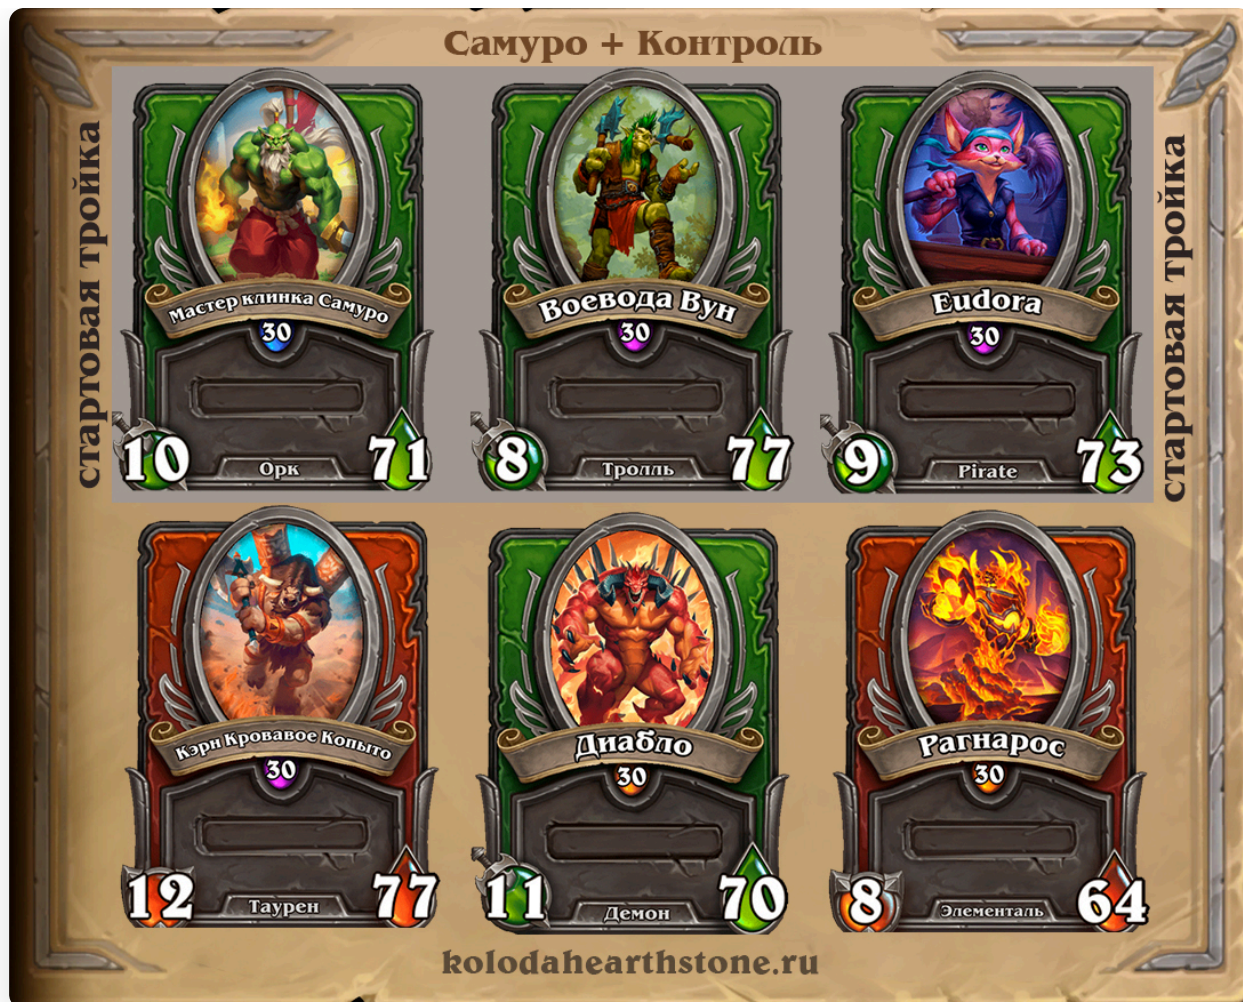 Самуро + Контроль
стартовая тройка
стартовая тройка
Мастер клинка Самуро
30
10
Орк
71
Воевода Вун
30
8
Тролль
77
Eudora
30
9
Pirate
73
Кэрн Кровавое Копыто
30
12
Таурен
77
Диабло
30
11
Демон
70
Рагнарос
30
8
Элементаль
64
kolodahearthstone.ru